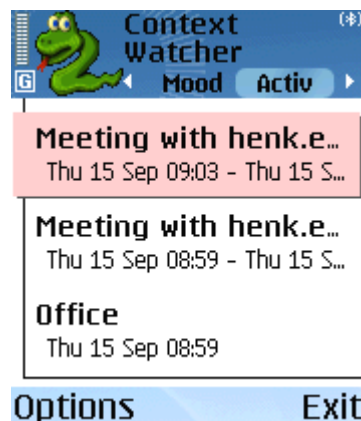 Context
Watcher
G
Mood Activ
Meeting with henk.e...
Thu 15 Sep 09:03 - Thu 15 S...
Meeting with henk.e...
Thu 15 Sep 08:59 - Thu 15 S...
Office
Thu 15 Sep 08:59
Options Exit